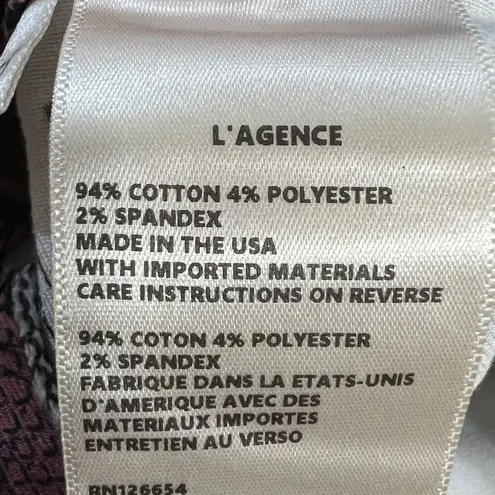 L'AGENCE
94% COTTON 4% POLYESTER
2% SPANDEX
MADE IN THE USA
WITH IMPORTED MATERIALS
CARE INSTRUCTIONS ON REVERSE
94% COTON 4% POLYESTER
2% SPANDEX
FABRIQUE DANS LA ETATS-UNIS
D'AMERIQUE AVEC DES
MATERIAUX IMPORTES
ENTRETIEN AU VERSO
RN126654